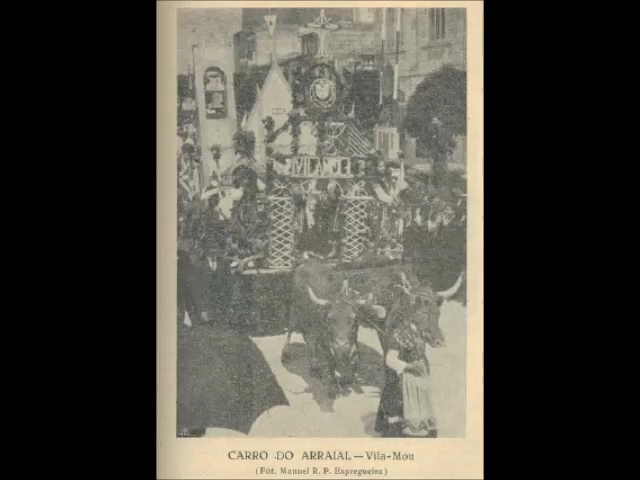 CARRO DO ARRAIAL — Vila-Mou
(Fot. Manuel R. P. Espregueira)